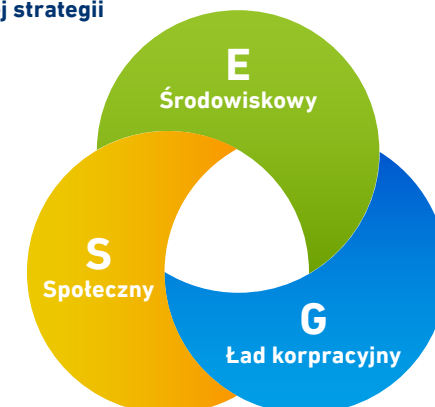 j strategii
E
Środowiskowy
S
Społeczny
G
Ład korpracyjny